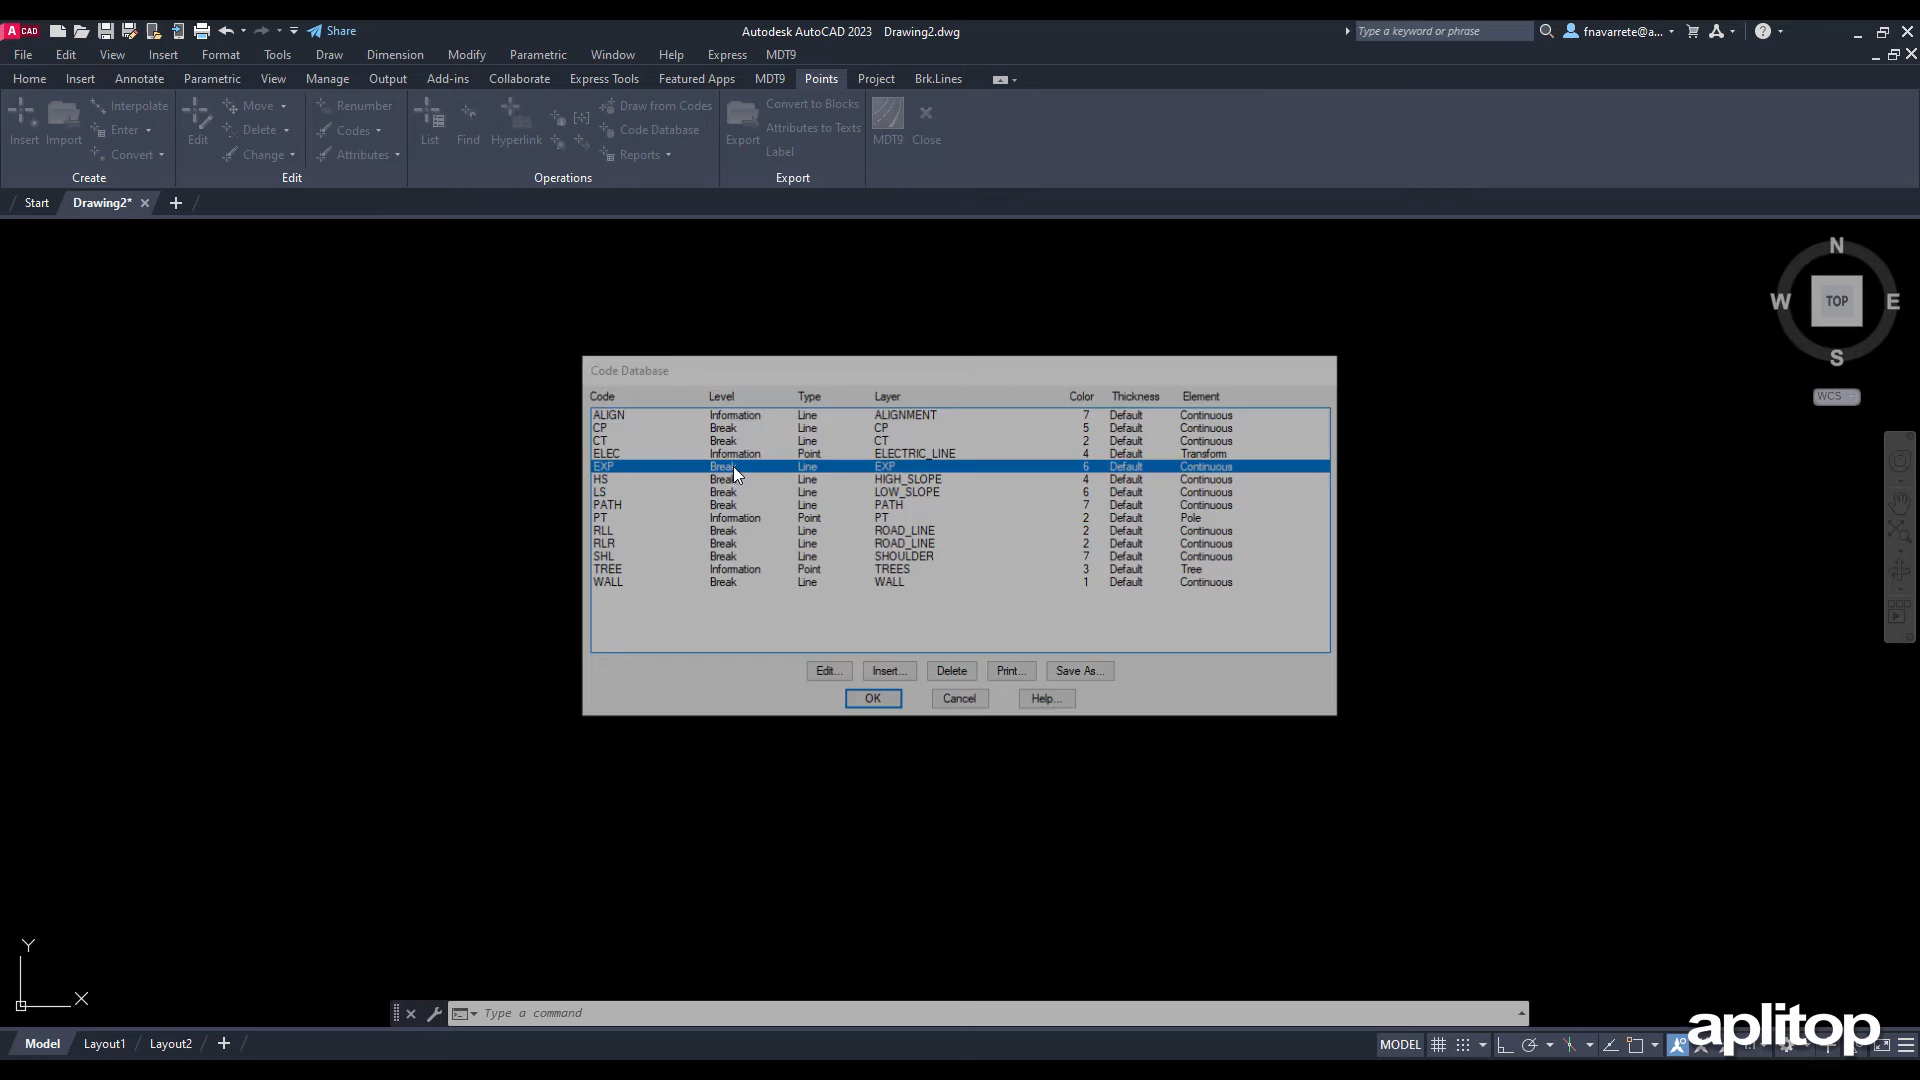 CAD Share Autodesk AutoCAD 2023 Drawing2.dwg Type a keyword or phrase fnavarrete@a...
File Edit View Insert Format Tools Draw Dimension Modify Parametric Window Help Express MDT9
Home Insert Annotate Parametric View Manage Output Add-ins Collaborate Express Tools Featured Apps MDT9 Points Project Brk.Lines
Interpolate Move Renumber Draw from Codes Convert to Blocks
Enter Delete Codes Code Database Attributes to Texts
Insert Import Edit List Find Hyperlink Export MDT9 Close
Convert Change Attributes Reports Label
Create Edit Operations Export
Start Drawing2* +
N
W TOP E
S
WCS
Code Database
Code Level Type Layer Color Thickness Element
ALIGN Information Line ALIGNMENT 7 Default Continuous
CP Break Line CP 5 Default Continuous
CT Break Line CT 2 Default Continuous
ELEC Information Point ELECTRIC_LINE 4 Default Transform
EXP Break Line EXP 6 Default Continuous
HS Break Line HIGH_SLOPE 4 Default Continuous
LS Break Line LOW_SLOPE 6 Default Continuous
PATH Break Line PATH 7 Default Continuous
PT Information Point PT 2 Default Pole
RLL Break Line ROAD_LINE 2 Default Continuous
RLR Break Line ROAD_LINE 2 Default Continuous
SHL Break Line SHOULDER 7 Default Continuous
TREE Information Point TREES 3 Default Tree
WALL Break Line WALL 1 Default Continuous
Edit... Insert... Delete Print... Save As...
OK Cancel Help...
Y
X
Type a command
aplitop
Model Layout1 Layout2 + MODEL